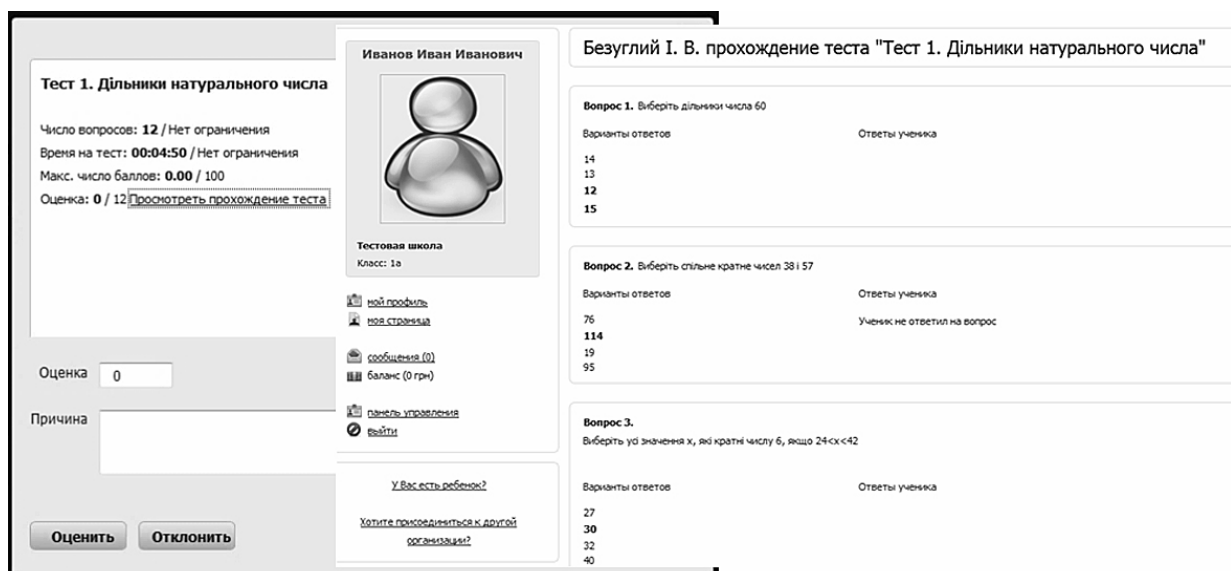 Тест 1. Дільники натурального числа
Число вопросов: 12 / Нет ограничения
Время на тест: 00:04:50 / Нет ограничения
Макс. число баллов: 0.00 / 100
Оценка: 0 / 12 Просмотреть прохождение теста
Оценка 0
Причина
Оценить Отклонить
Иванов Иван Иванович
Тестовая школа
Класс: 1а
мой профиль
моя страница
сообщения (0)
баланс (0 грн)
панель управления
выйти
У Вас есть ребенок?
Хотите присоединиться к другой
организации?
Безуглий І. В. прохождение теста "Тест 1. Дільники натурального числа"
Вопрос 1. Виберіть дільники числа 60
Варианты ответов Ответы ученика
14
13
12
15
Вопрос 2. Виберіть спільне кратне чисел 38 і 57
Варианты ответов Ответы ученика
76 Ученик не ответил на вопрос
114
19
95
Вопрос 3.
Виберіть усі значення x, які кратні числу 6, якщо 24<x<42
Варианты ответов Ответы ученика
27
30
32
40